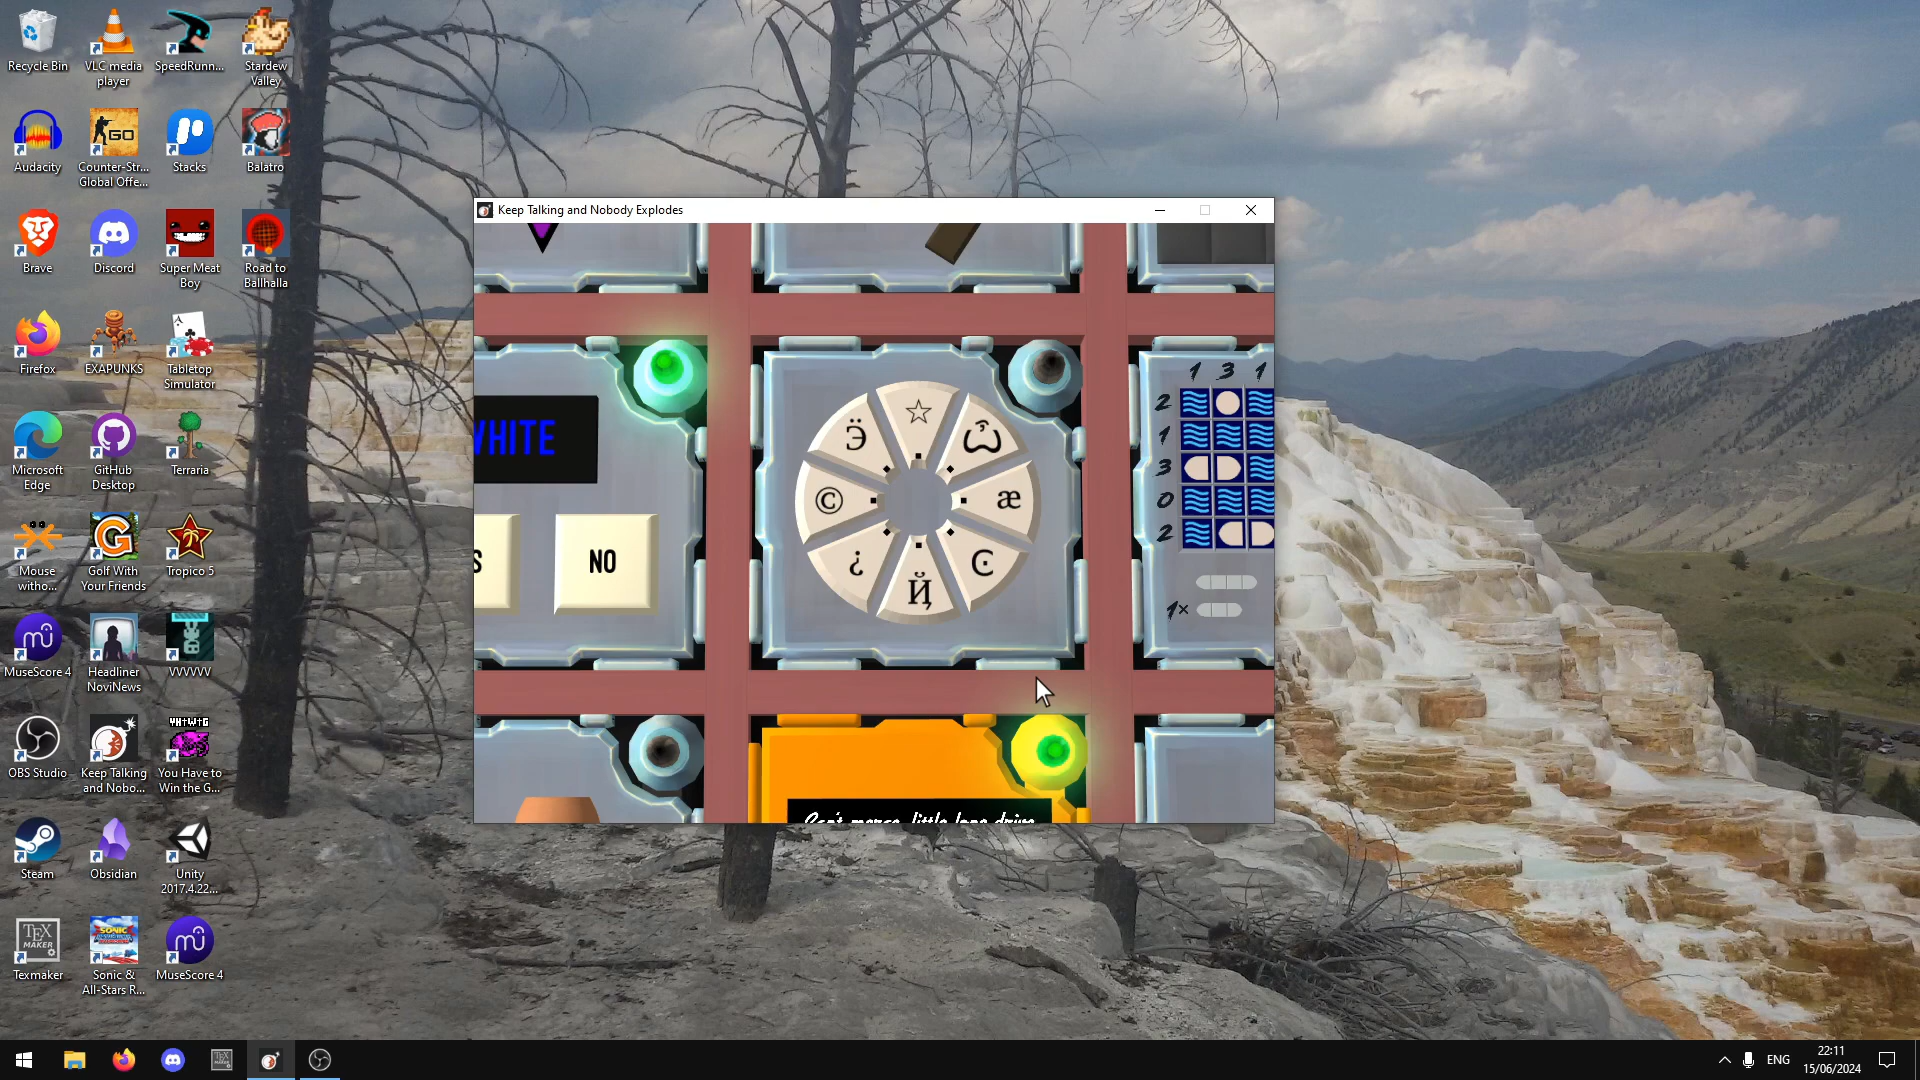 Recycle Bin
VLC media player
SpeedRunn...
Stardew Valley
Audacity
Counter-Str... Global Offe...
Stacks
Balatro
Brave
Discord
Super Meat Boy
Road to Ballhalla
Firefox
EXAPUNKS
Tabletop Simulator
Microsoft Edge
GitHub Desktop
Terraria
Mouse witho...
Golf With Your Friends
Tropico 5
MuseScore 4
Headliner NoviNews
VVVVVV
OBS Studio
Keep Talking and Nobo...
You Have to Win the G...
Steam
Obsidian
Unity 2017.4.22...
Texmaker
Sonic & All-Stars R...
MuseScore 4
Keep Talking and Nobody Explodes
WHITE
S
NO
Ӭ
☆
Ѽ
©
æ
¿
Ҋ
Ͼ
1 3 1
2
1
3
0
2
1×
ENG
22:11
15/06/2024